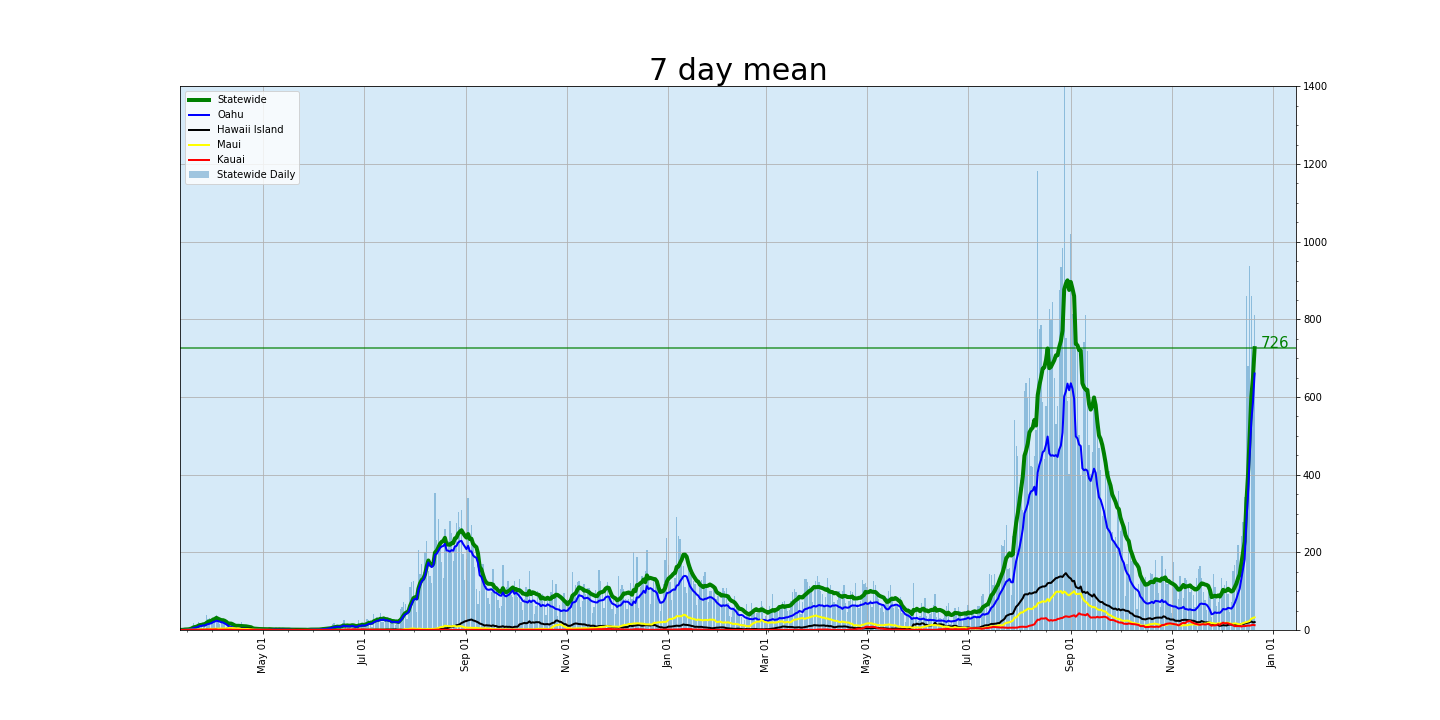 7 day mean
Statewide
Oahu
Hawaii Island
Maui
Kauai
Statewide Daily
1400
1200
1000
800
726
600
400
200
0
May 01
Jul 01
Sep 01
Nov 01
Jan 01
Mar 01
May 01
Jul 01
Sep 01
Nov 01
Jan 01